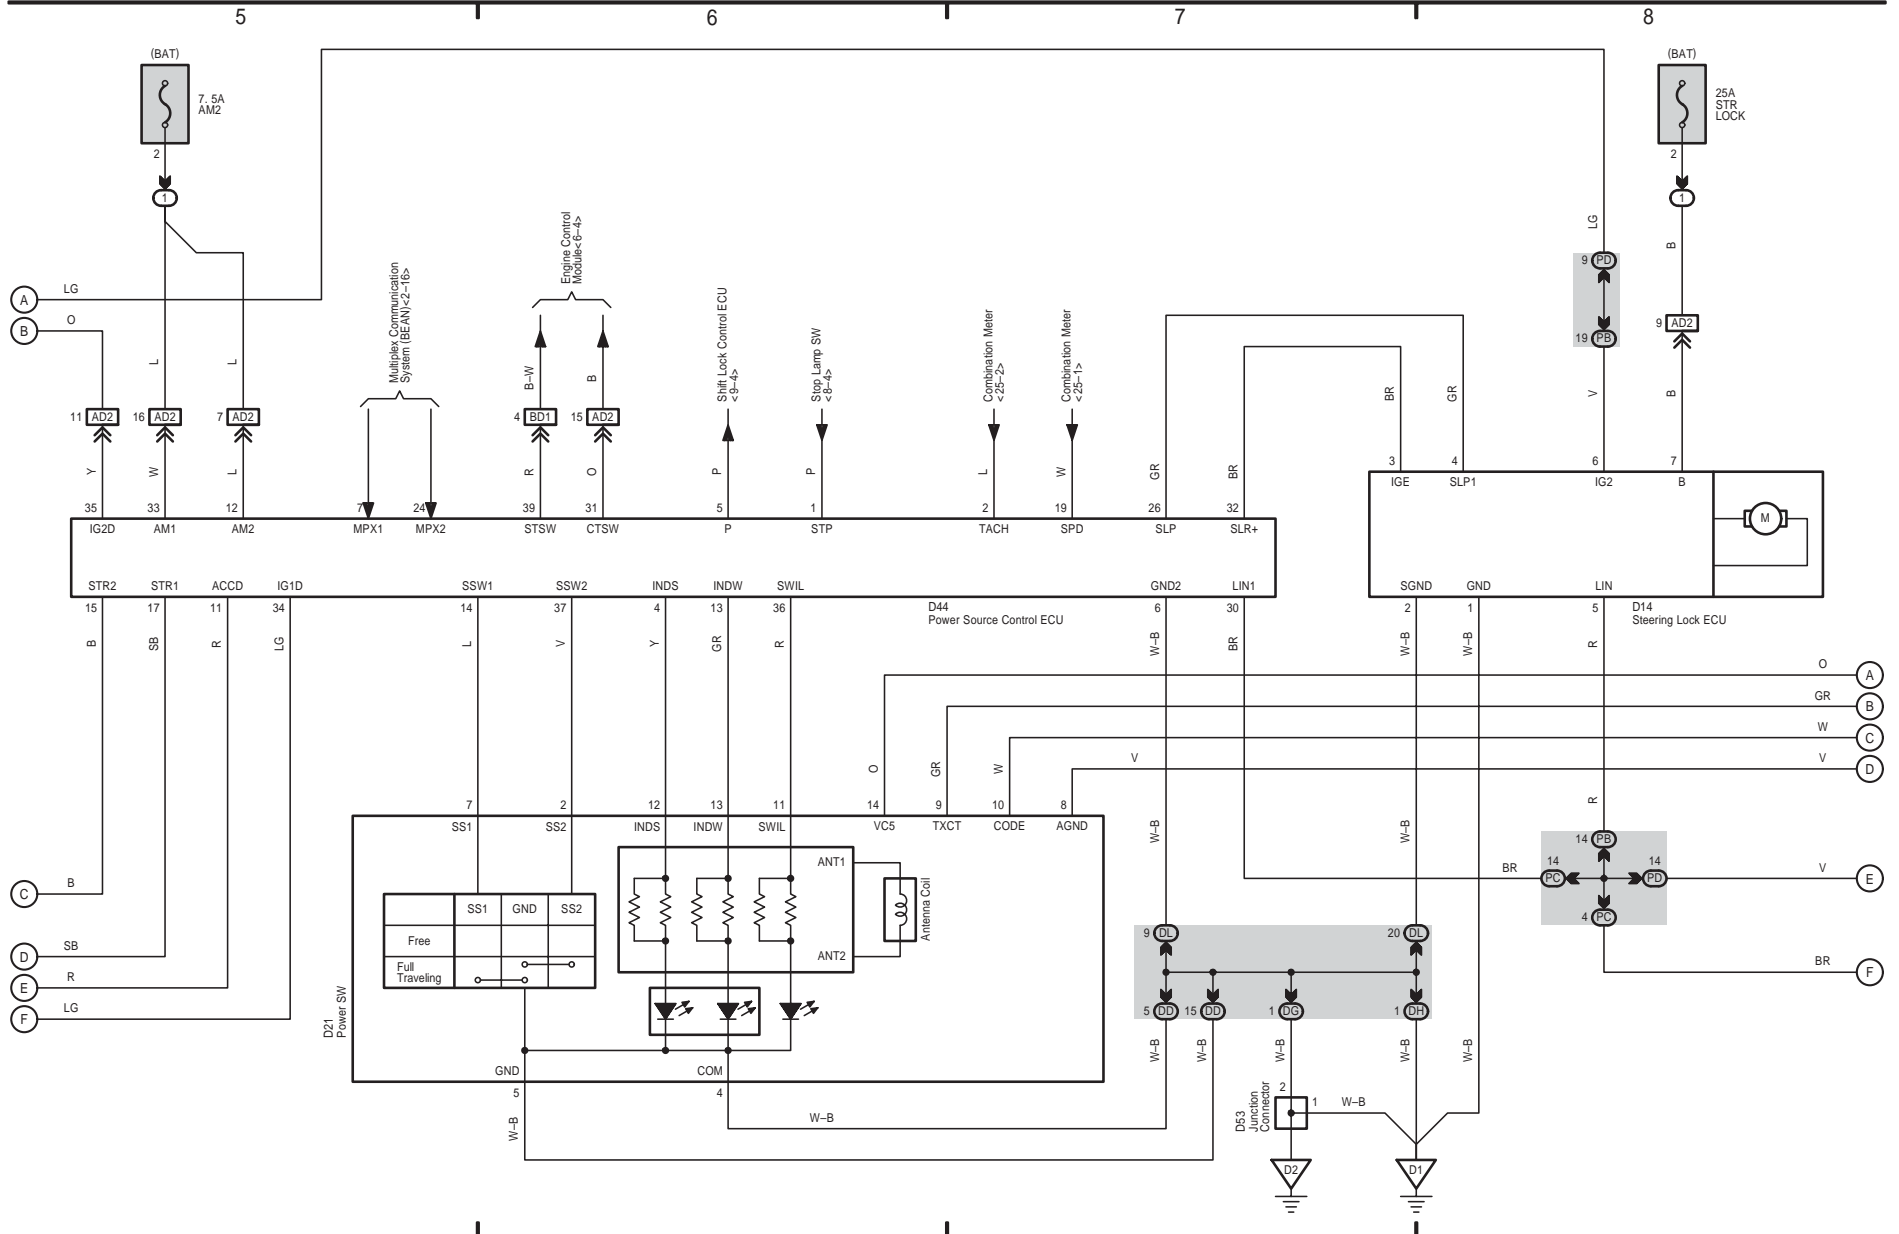 5 6 7 8
(BAT) (BAT)
7. 5A
AM2
25A
STR
LOCK
2 2
1 1
Engine Control
Module<6–4>
LG B
Multiplex Communication
System (BEAN)<2–16>
9 PD
Shift Lock Control ECU
<9–4>
Stop Lamp SW
<8–4>
Combination Meter
<25–2>
Combination Meter
<25–1>
A LG
B O
9 AD2
19 PB
L L B–W B BR GR V B
11 AD2 16 AD2 7 AD2 4 BD1 15 AD2
Y W L R O P P L W GR BR
3 4 6 7
IGE SLP1 IG2 B
35 33 12 7 24 39 31 5 1 2 19 26 32
IG2D AM1 AM2 MPX1 MPX2 STSW CTSW P STP TACH SPD SLP SLR+
M
STR2 STR1 ACCD IG1D SSW1 SSW2 INDS INDW SWIL GND2 LIN1
SGND GND LIN
15 17 11 34 14 37 4 13 36 6 30
2 1 5
D44
Power Source Control ECU
D14
Steering Lock ECU
B SB R LG L V Y GR R W–B BR W–B W–B R
O A
GR B
W C
V V D
O GR W
7 2 12 13 11 14 9 10 8
SS1 SS2 INDS INDW SWIL VC5 TXCT CODE AGND
W–B W–B R
14 PB
ANT1
ANT2
Antenna Coil
BR 14 PC 14 PD V E
4 PC
C B
SS1 GND SS2
Free
Full
Traveling
9 DL 20 DL
D SB
E R
F LG
BR F
5 DD 15 DD 1 DG 1 DH
D21
Power SW
W–B W–B W–B W–B W–B
GND COM
5 4
W–B
W–B
D53
Junction
Connector
2
1 W–B
D2 D1